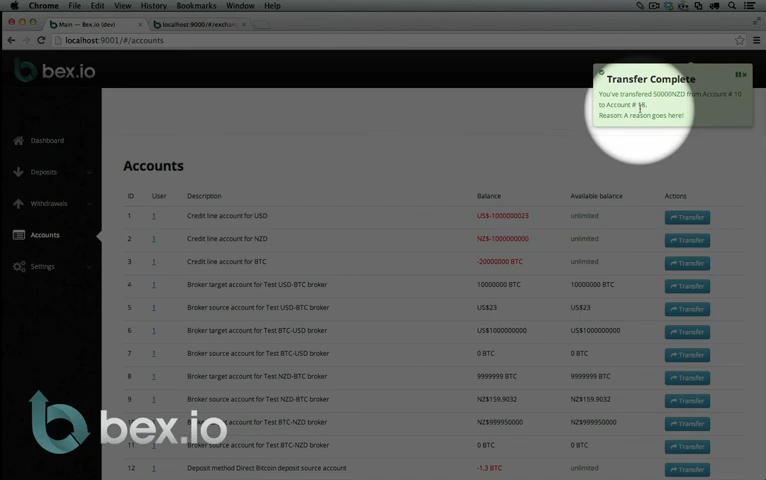 Chrome File Edit View History Bookmarks Window Help
Main — Bex.io (dev) localhost:9000/#/exchan
localhost:9001/#/accounts
bex.io
Transfer Complete
You've transfered 50000NZD from Account # 10
to Account # 18.
Reason: A reason goes here!
Dashboard
Deposits
Withdrawals
Accounts
Settings
Accounts
ID User Description Balance Available balance Actions
1 1 Credit line account for USD US$-1000000023 unlimited Transfer
2 1 Credit line account for NZD NZ$-1000000000 unlimited Transfer
3 1 Credit line account for BTC -20000000 BTC unlimited Transfer
4 1 Broker target account for Test USD-BTC broker 10000000 BTC 10000000 BTC Transfer
5 1 Broker source account for Test USD-BTC broker US$23 US$23 Transfer
6 1 Broker target account for Test BTC-USD broker US$1000000000 US$1000000000 Transfer
7 1 Broker source account for Test BTC-USD broker 0 BTC 0 BTC Transfer
8 1 Broker target account for Test NZD-BTC broker 9999999 BTC 9999999 BTC Transfer
9 1 Broker source account for Test NZD-BTC broker NZ$159.9032 NZ$159.9032 Transfer
1 Broker target account for Test BTC-NZD broker NZ$999950000 NZ$999950000 Transfer
11 1 Broker source account for Test BTC-NZD broker 0 BTC 0 BTC Transfer
12 1 Deposit method Direct Bitcoin deposit source account -1.3 BTC unlimited Transfer
bex.io